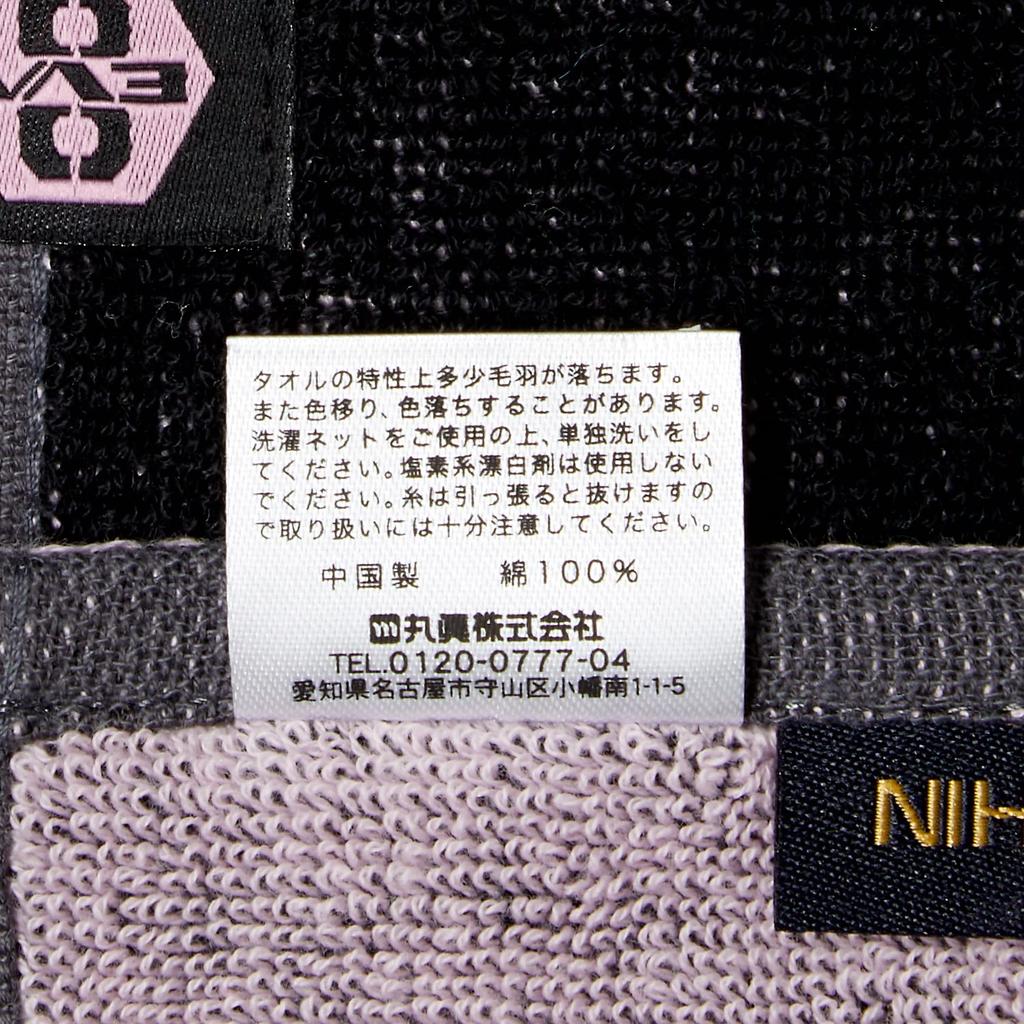 EVA
タオルの特性上多少毛羽が落ちます。
また色移り、色落ちすることがあります。
洗濯ネットをご使用の上、単独洗いをし
てください。塩素系漂白剤は使用しない
でください。糸は引っ張ると抜けますの
で取り扱いには十分注意してください。
中国製 綿100%
丸眞株式会社
TEL.0120-0777-04
愛知県名古屋市守山区小幡南1-1-5
NIH